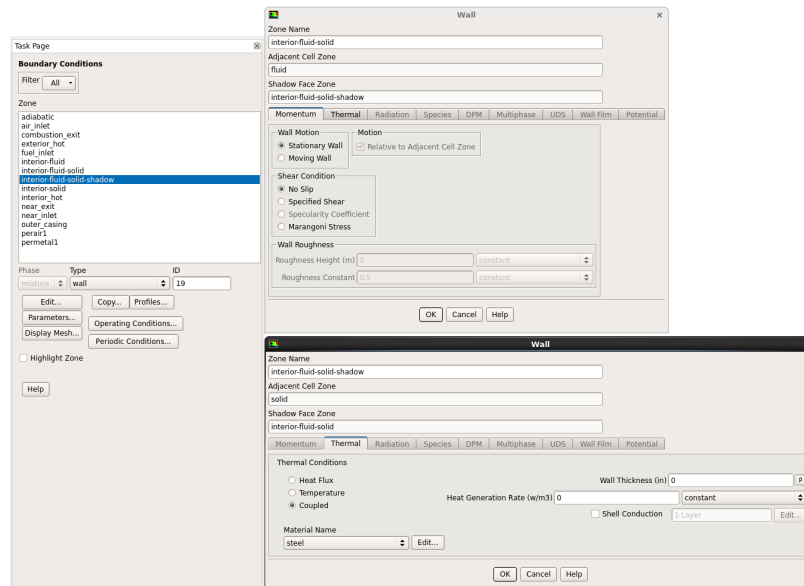 Task Page
Boundary Conditions
Filter All
Zone
adiabatic
air_inlet
combustion_exit
exterior_hot
fuel_inlet
interior-fluid
interior-fluid-solid
interior-fluid-solid-shadow
interior-solid
interior_hot
near_exit
near_inlet
outer_casing
perair1
permetal1
Phase Type ID
mixture wall 19
Edit... Copy... Profiles...
Parameters... Operating Conditions...
Display Mesh... Periodic Conditions...
Highlight Zone
Help
Wall
Zone Name
interior-fluid-solid
Adjacent Cell Zone
fluid
Shadow Face Zone
interior-fluid-solid-shadow
Momentum Thermal Radiation Species DPM Multiphase UDS Wall Film Potential
Wall Motion Motion
Stationary Wall Relative to Adjacent Cell Zone
Moving Wall
Shear Condition
No Slip
Specified Shear
Specularity Coefficient
Marangoni Stress
Wall Roughness
Roughness Height (m) 0 constant
Roughness Constant 0.5 constant
OK Cancel Help
Wall
Zone Name
interior-fluid-solid-shadow
Adjacent Cell Zone
solid
Shadow Face Zone
interior-fluid-solid
Momentum Thermal Radiation Species DPM Multiphase UDS Wall Film Potential
Thermal Conditions
Heat Flux Wall Thickness (in) 0 P
Temperature Heat Generation Rate (w/m3) 0 constant
Coupled Shell Conduction 1 Layer Edit...
Material Name
steel Edit...
OK Cancel Help